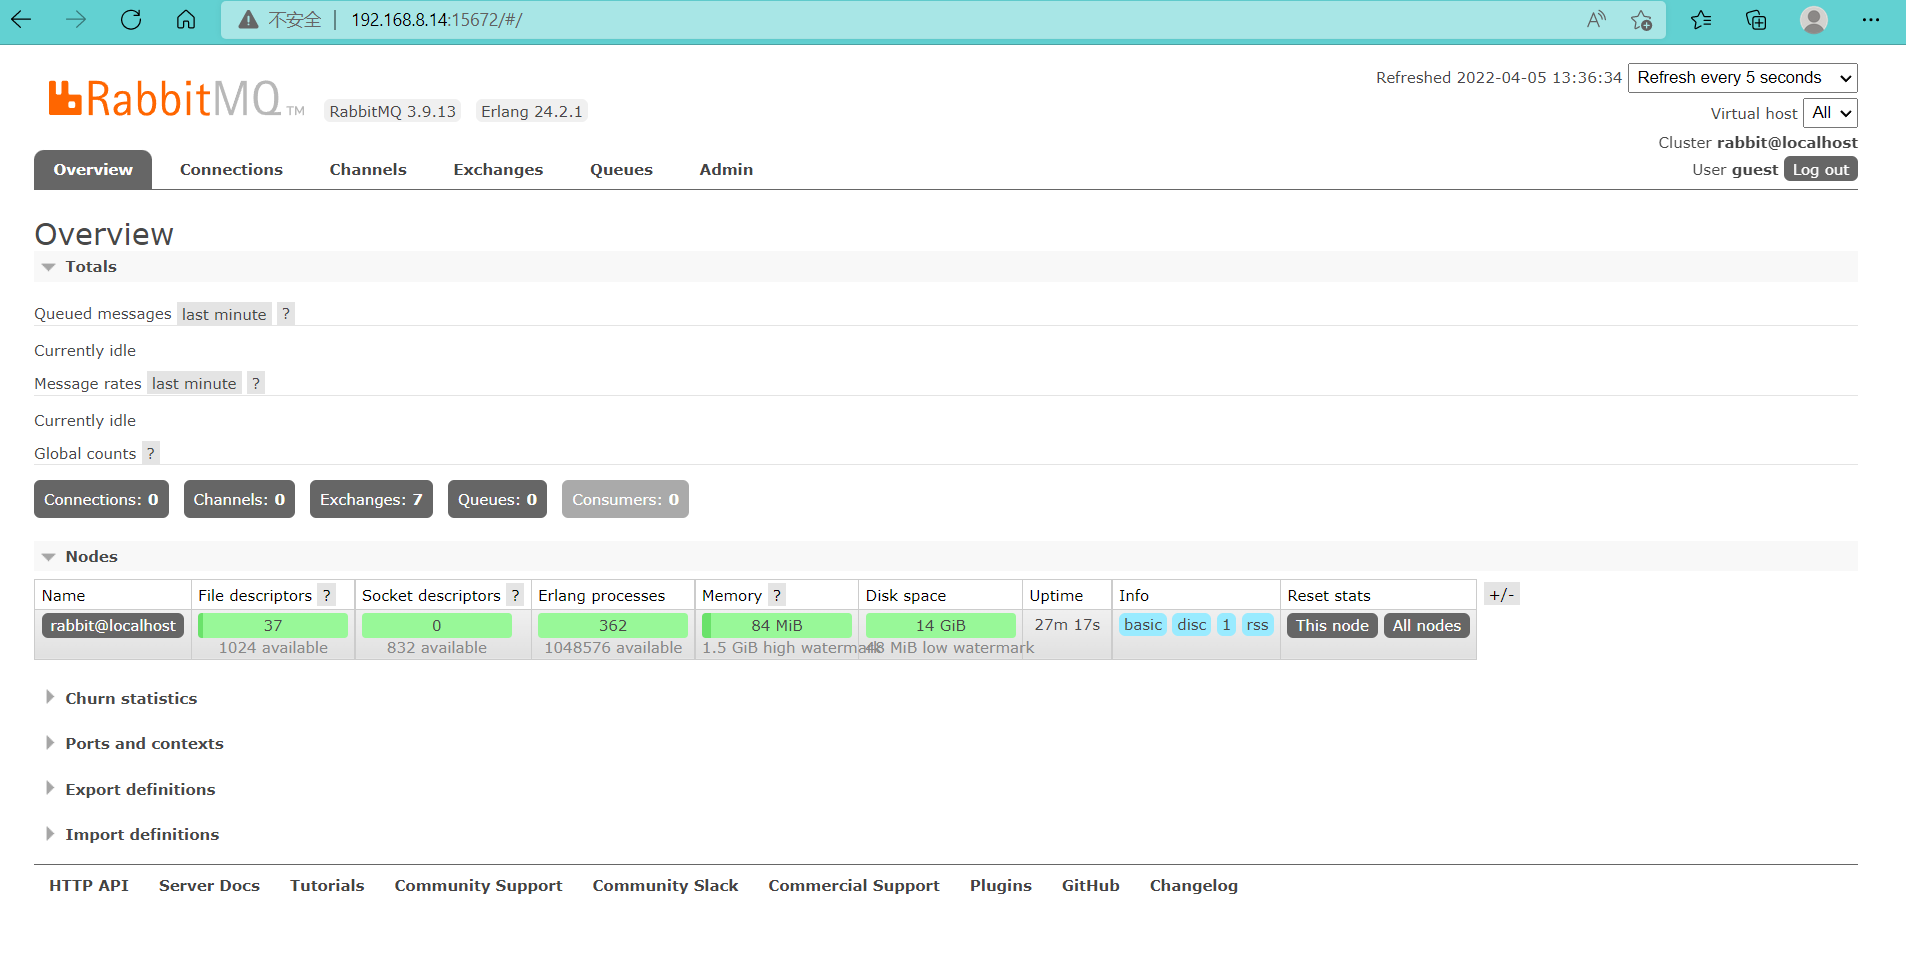 不安全 | 192.168.8.14:15672/#/
Refreshed 2022-04-05 13:36:34 Refresh every 5 seconds
RabbitMQ TM RabbitMQ 3.9.13 Erlang 24.2.1
Virtual host All
Cluster rabbit@localhost
User guest Log out
Overview Connections Channels Exchanges Queues Admin
Overview
Totals
Queued messages last minute ?
Currently idle
Message rates last minute ?
Currently idle
Global counts ?
Connections: 0 Channels: 0 Exchanges: 7 Queues: 0 Consumers: 0
Nodes
Name File descriptors ? Socket descriptors ? Erlang processes Memory ? Disk space Uptime Info Reset stats +/-
rabbit@localhost 37 0 362 84 MiB 14 GiB 27m 17s basic disc 1 rss This node All nodes
1024 available 832 available 1048576 available 1.5 GiB high watermark 48 MiB low watermark
Churn statistics
Ports and contexts
Export definitions
Import definitions
HTTP API Server Docs Tutorials Community Support Community Slack Commercial Support Plugins GitHub Changelog